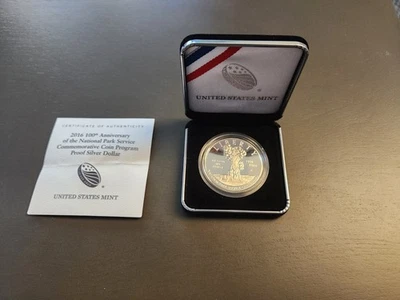 CERTIFICATE OF AUTHENTICITY
2016 100th Anniversary
of the National Park Service
Commemorative Coin Program
Proof Silver Dollar
UNITED STATES MINT
UNITED STATES MINT
LIBERTY